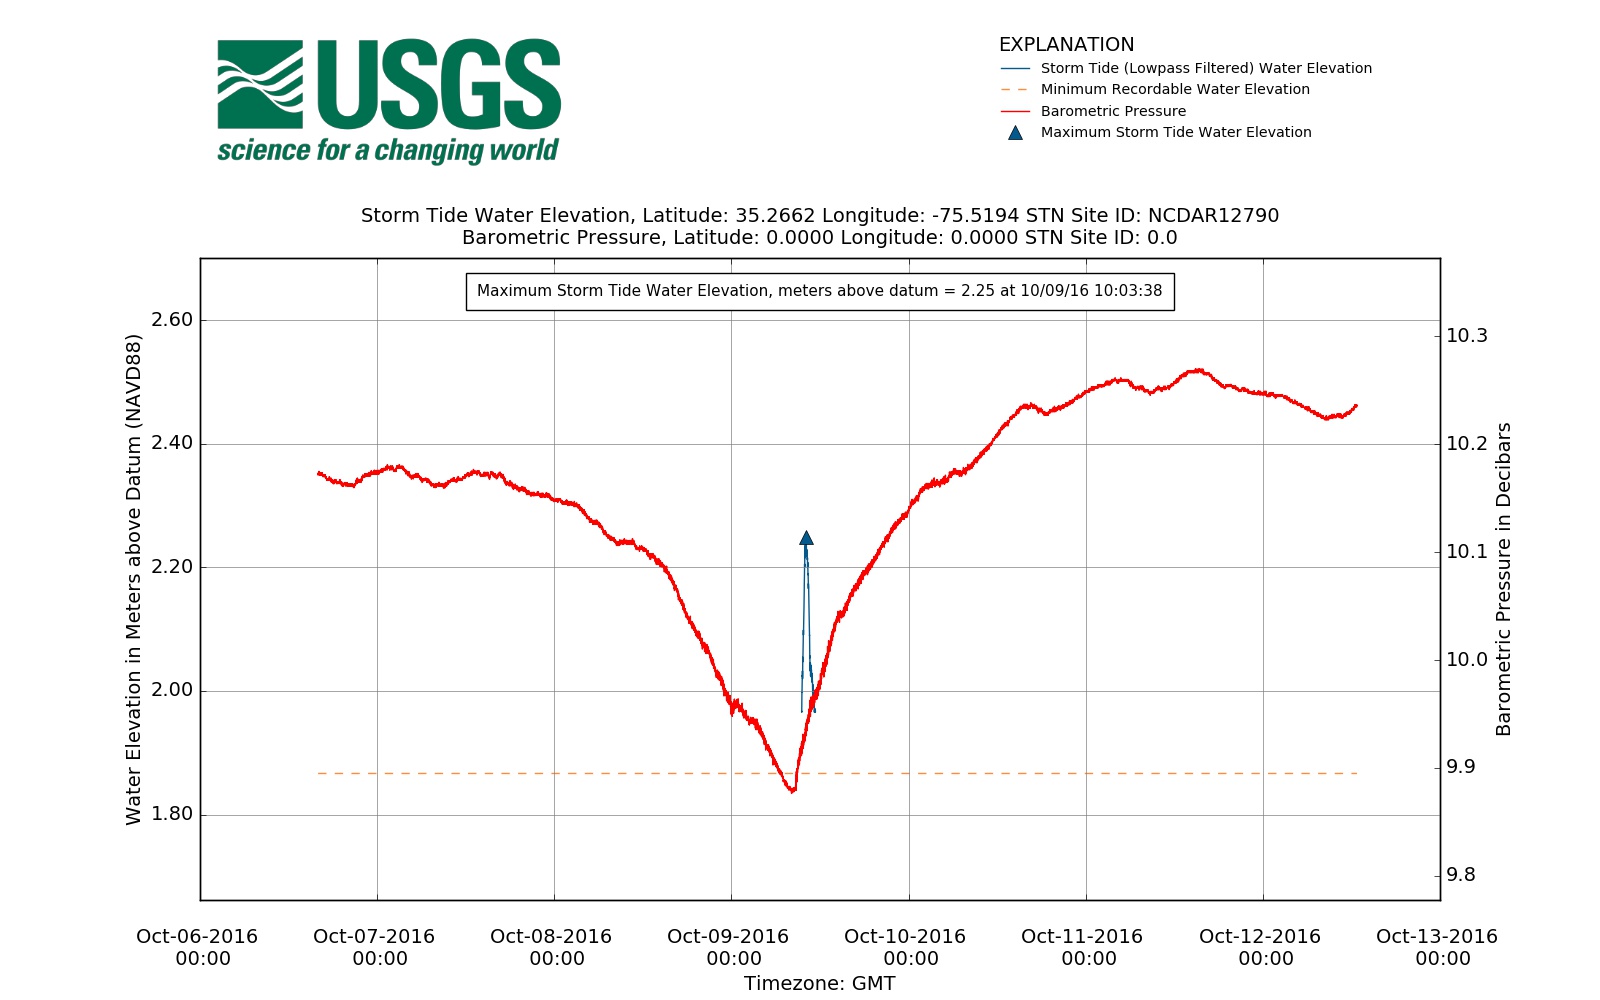 USGS
science for a changing world
EXPLANATION
Storm Tide (Lowpass Filtered) Water Elevation
Minimum Recordable Water Elevation
Barometric Pressure
Maximum Storm Tide Water Elevation
Storm Tide Water Elevation, Latitude: 35.2662 Longitude: -75.5194 STN Site ID: NCDAR12790
Barometric Pressure, Latitude: 0.0000 Longitude: 0.0000 STN Site ID: 0.0
Maximum Storm Tide Water Elevation, meters above datum = 2.25 at 10/09/16 10:03:38
Water Elevation in Meters above Datum (NAVD88)
2.60
2.40
2.20
2.00
1.80
10.3
10.2
10.1
10.0
9.9
9.8
Barometric Pressure in Decibars
Oct-06-2016 Oct-07-2016 Oct-08-2016 Oct-09-2016 Oct-10-2016 Oct-11-2016 Oct-12-2016 Oct-13-2016
00:00 00:00 00:00 00:00 00:00 00:00 00:00 00:00
Timezone: GMT